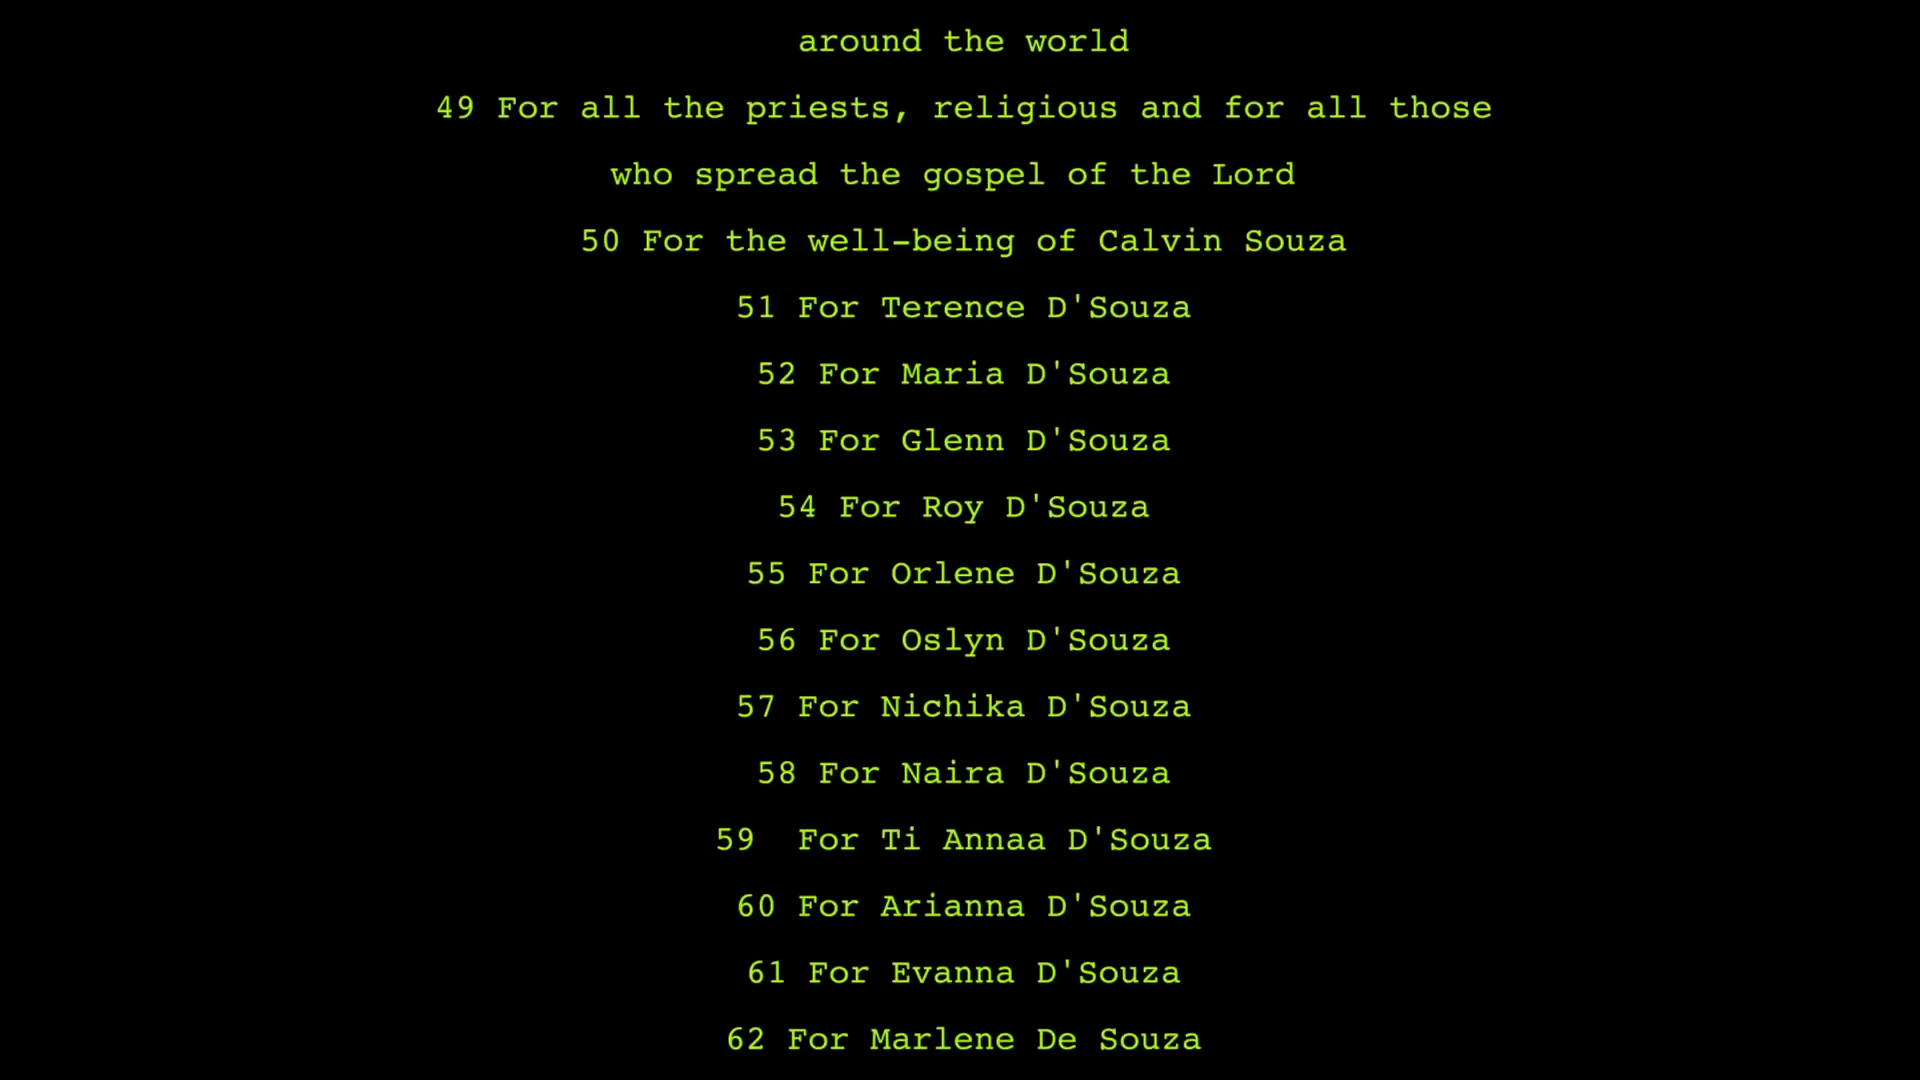 around the world
49 For all the priests, religious and for all those
who spread the gospel of the Lord
50 For the well-being of Calvin Souza
51 For Terence D'Souza
52 For Maria D'Souza
53 For Glenn D'Souza
54 For Roy D'Souza
55 For Orlene D'Souza
56 For Oslyn D'Souza
57 For Nichika D'Souza
58 For Naira D'Souza
59  For Ti Annaa D'Souza
60 For Arianna D'Souza
61 For Evanna D'Souza
62 For Marlene De Souza